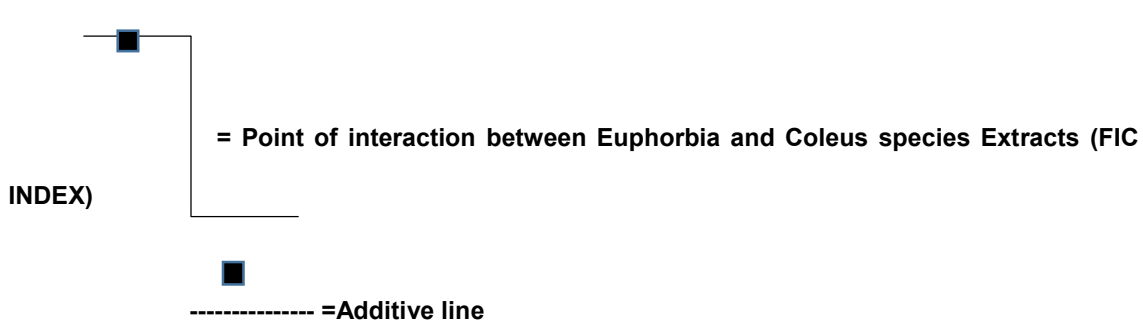 = Point of interaction between Euphorbia and Coleus species Extracts (FIC
INDEX)
--------------- =Additive line